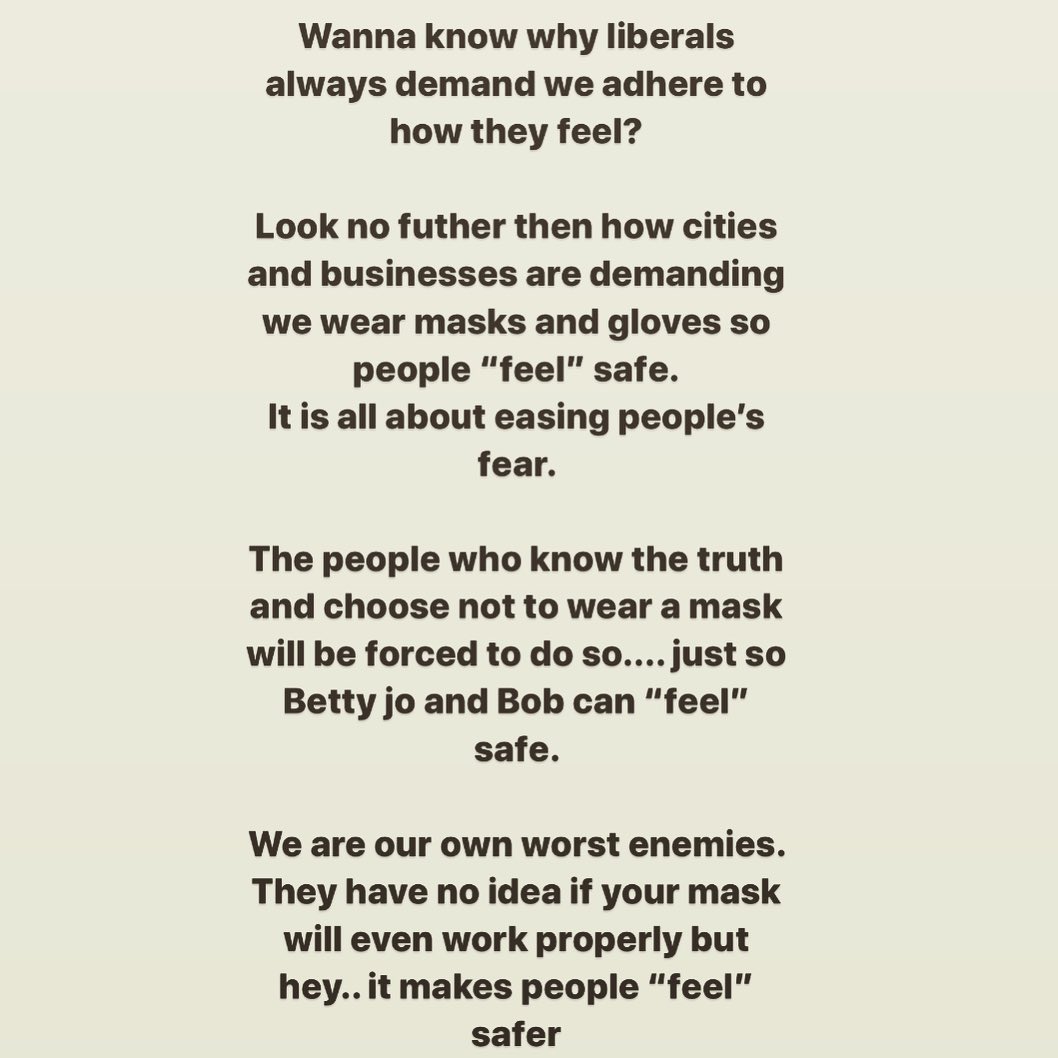 Wanna know why liberals
always demand we adhere to
how they feel?
Look no futher then how cities
and businesses are demanding
we wear masks and gloves so
people “feel” safe.
It is all about easing people’s
fear.
The people who know the truth
and choose not to wear a mask
will be forced to do so.... just so
Betty jo and Bob can “feel”
safe.
We are our own worst enemies.
They have no idea if your mask
will even work properly but
hey.. it makes people “feel”
safer